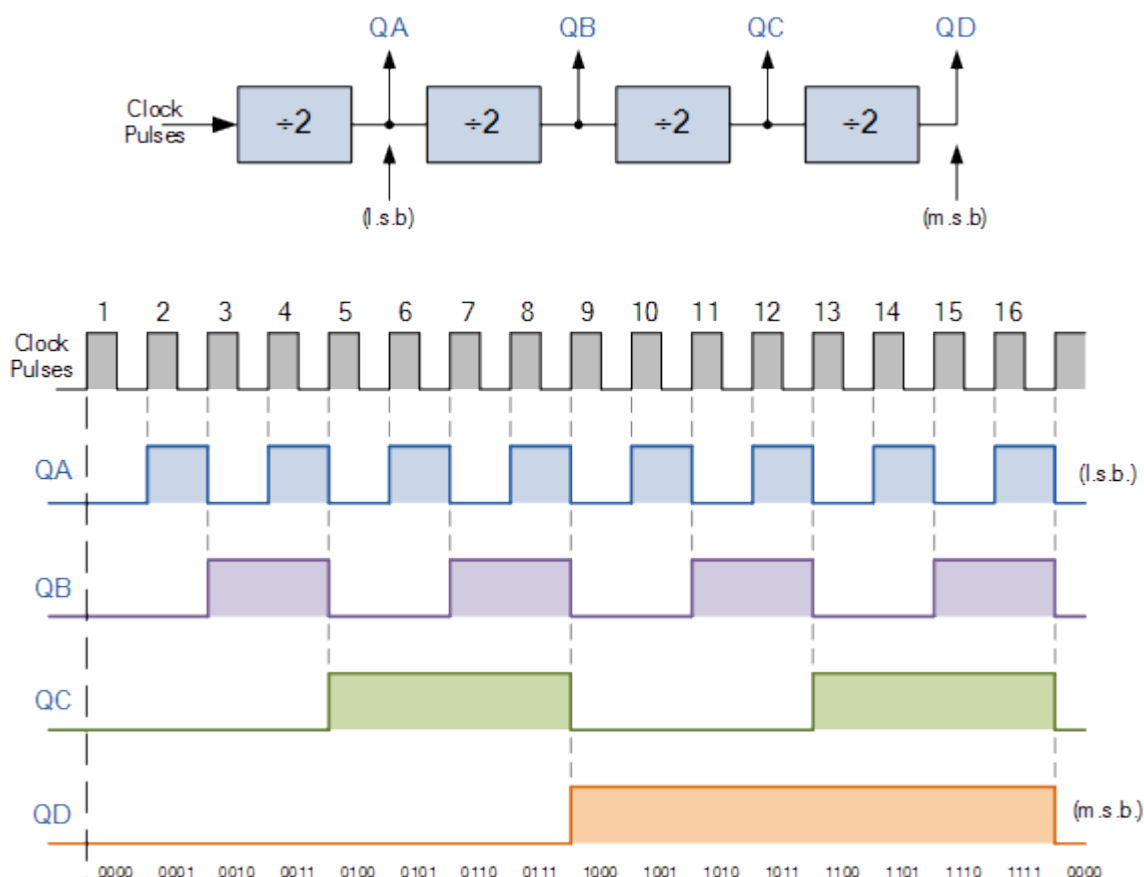 QA QB QC QD
Clock
Pulses
÷2 ÷2 ÷2 ÷2
(l.s.b) (m.s.b)
1 2 3 4 5 6 7 8 9 10 11 12 13 14 15 16
Clock
Pulses
QA (l.s.b.)
QB
QC
QD (m.s.b.)
0000 0001 0010 0011 0100 0101 0110 0111 1000 1001 1010 1011 1100 1101 1110 1111 0000